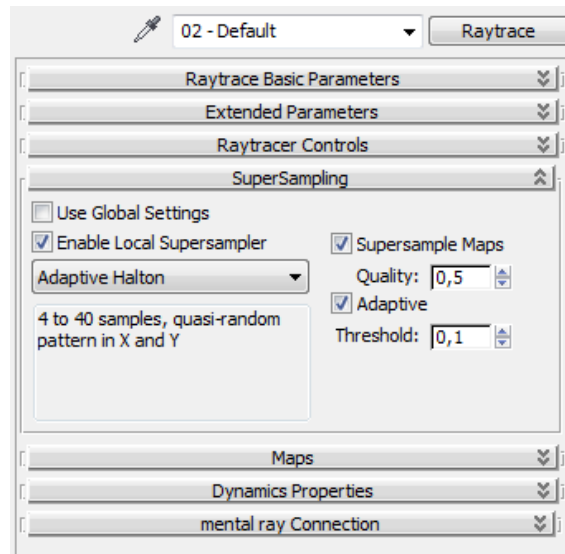 02 - Default
Raytrace
Raytrace Basic Parameters
Extended Parameters
Raytracer Controls
SuperSampling
Use Global Settings
Enable Local Supersampler
Supersample Maps
Adaptive Halton
Quality: 0,5
Adaptive
4 to 40 samples, quasi-random
pattern in X and Y
Threshold: 0,1
Maps
Dynamics Properties
mental ray Connection